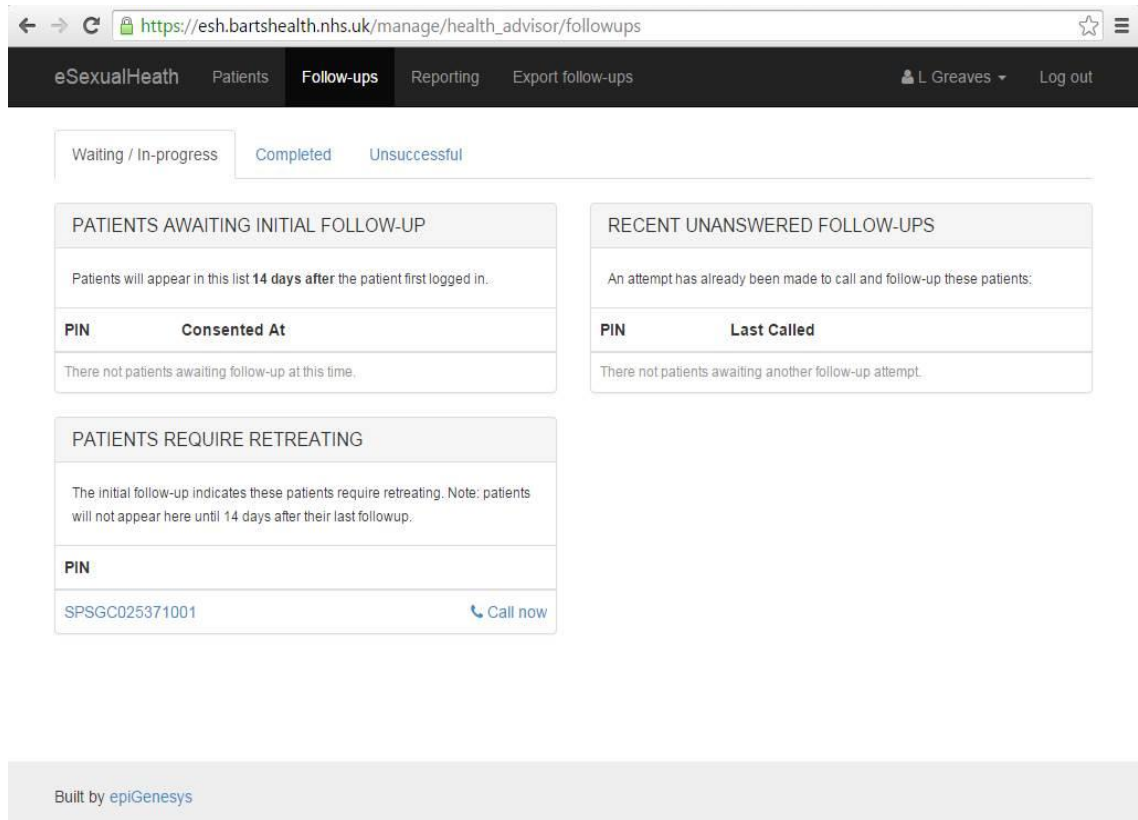 https://esh.bartshealth.nhs.uk/manage/health_advisor/followups
eSexualHeath Patients Follow-ups Reporting Export follow-ups L Greaves Log out
Waiting / In-progress Completed Unsuccessful
PATIENTS AWAITING INITIAL FOLLOW-UP
Patients will appear in this list 14 days after the patient first logged in.
PIN Consented At
There not patients awaiting follow-up at this time.
RECENT UNANSWERED FOLLOW-UPS
An attempt has already been made to call and follow-up these patients:
PIN Last Called
There not patients awaiting another follow-up attempt.
PATIENTS REQUIRE RETREATING
The initial follow-up indicates these patients require retreating. Note: patients
will not appear here until 14 days after their last followup.
PIN
SPSGC025371001 Call now
Built by epiGenesys